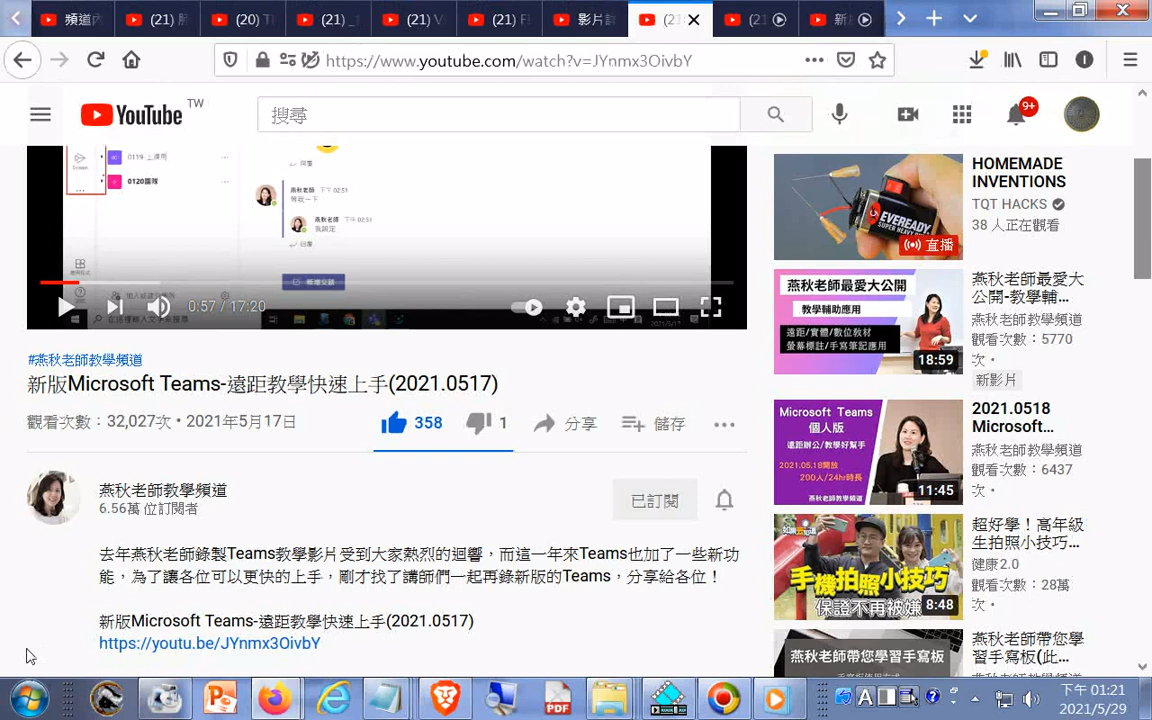 頻道內
(21) 
(20) T
(21) _
(21) V
(21) F
影片詳
(21
(21
新片
https://www.youtube.com/watch?v=JYnmx3OivbY
YouTube TW
搜尋
9+
0119-上課用
0120團隊
燕秋老師 下午 02:51
等我一下
回覆
燕秋老師 下午 02:51
新增交談
0:57 / 17:20
#燕秋老師教學頻道
新版Microsoft Teams-遠距教學快速上手(2021.0517)
觀看次數：32,027次•2021年5月17日
358
1
分享
儲存
燕秋老師教學頻道
6.56萬 位訂閱者
已訂閱
去年燕秋老師錄製Teams教學影片受到大家熱烈的迴響，而這一年來Teams也加了一些新功
能，為了讓各位可以更快的上手，剛才找了講師們一起再錄新版的Teams，分享給各位！
新版Microsoft Teams-遠距教學快速上手(2021.0517)
https://youtu.be/JYnmx3OivbY
EVEREADY
SUPER HEAVY DUTY
直播
HOMEMADE
INVENTIONS
TQT HACKS
38 人正在觀看
燕秋老師最愛大公開
教學輔助應用
遠距/實體/數位教材
螢幕標註/手寫筆記應用
18:59
燕秋老師最愛大
公開-教學輔...
燕秋老師教學頻道
觀看次數：5770
次•
新影片
Microsoft Teams
個人版
遠距辦公/教學好幫手
2021.05.18開放
200人/24hr時長
燕秋老師教學頻道
11:45
2021.0518
Microsoft...
燕秋老師教學頻道
觀看次數：6437
次•
手機拍照小技巧
保證不再被嫌
8:48
超好學！高年級
生拍照小技巧...
健康2.0
觀看次數：28萬
次•
燕秋老師帶您學習手寫板
燕秋老師帶您學
習手寫板(此...
PDF
A
下午 01:21
2021/5/29